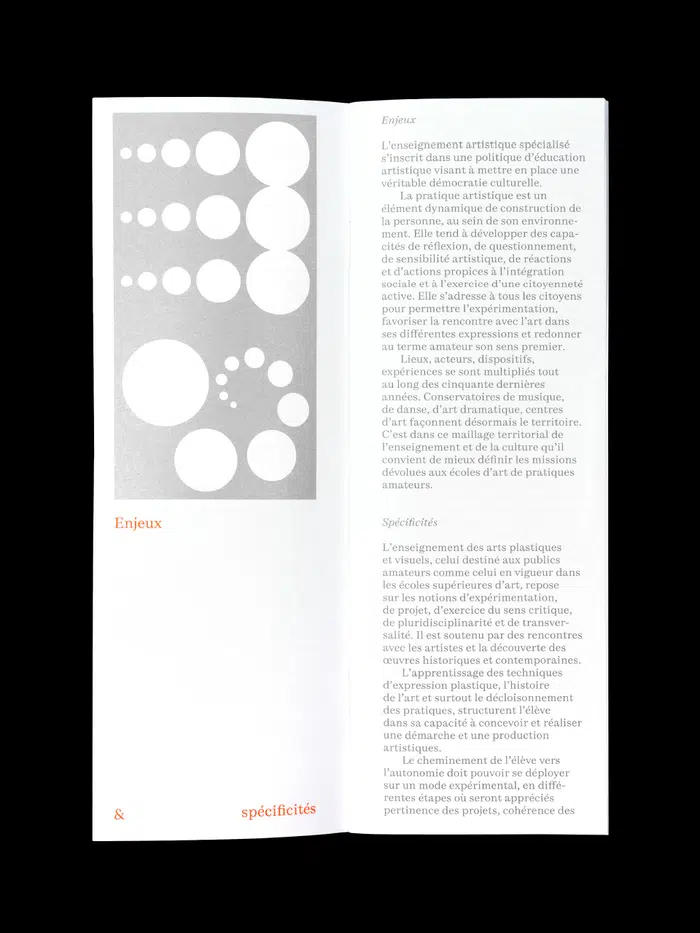 Enjeux
& spécificités
Enjeux
L’enseignement artistique spécialisé
s’inscrit dans une politique d’éducation
artistique visant à mettre en place une
véritable démocratie culturelle.
La pratique artistique est un
élément dynamique de construction de
la personne, au sein de son environne-
ment. Elle tend à développer des capa-
cités de réflexion, de questionnement,
de sensibilité artistique, de réactions
et d’actions propices à l’intégration
sociale et à l’exercice d’une citoyenneté
active. Elle s’adresse à tous les citoyens
pour permettre l’expérimentation,
favoriser la rencontre avec l’art dans
ses différentes expressions et redonner
au terme amateur son sens premier.
Lieux, acteurs, dispositifs,
expériences se sont multipliés tout
au long des cinquante dernières
années. Conservatoires de musique,
de danse, d’art dramatique, centres
d’art façonnent désormais le territoire.
C’est dans ce maillage territorial de
l’enseignement et de la culture qu’il
convient de mieux définir les missions
dévolues aux écoles d’art de pratiques
amateurs.
Spécificités
L’enseignement des arts plastiques
et visuels, celui destiné aux publics
amateurs comme celui en vigueur dans
les écoles supérieures d’art, repose
sur les notions d’expérimentation,
de projet, d’exercice du sens critique,
de pluridisciplinarité et de transver-
salité. Il est soutenu par des rencontres
avec les artistes et la découverte des
œuvres historiques et contemporaines.
L’apprentissage des techniques
d’expression plastique, l’histoire
de l’art et surtout le décloisonnement
des pratiques, structurent l’élève
dans sa capacité à concevoir et réaliser
une démarche et une production
artistiques.
Le cheminement de l’élève vers
l’autonomie doit pouvoir se déployer
sur un mode expérimental, en diffé-
rentes étapes où seront appréciés
pertinence des projets, cohérence des